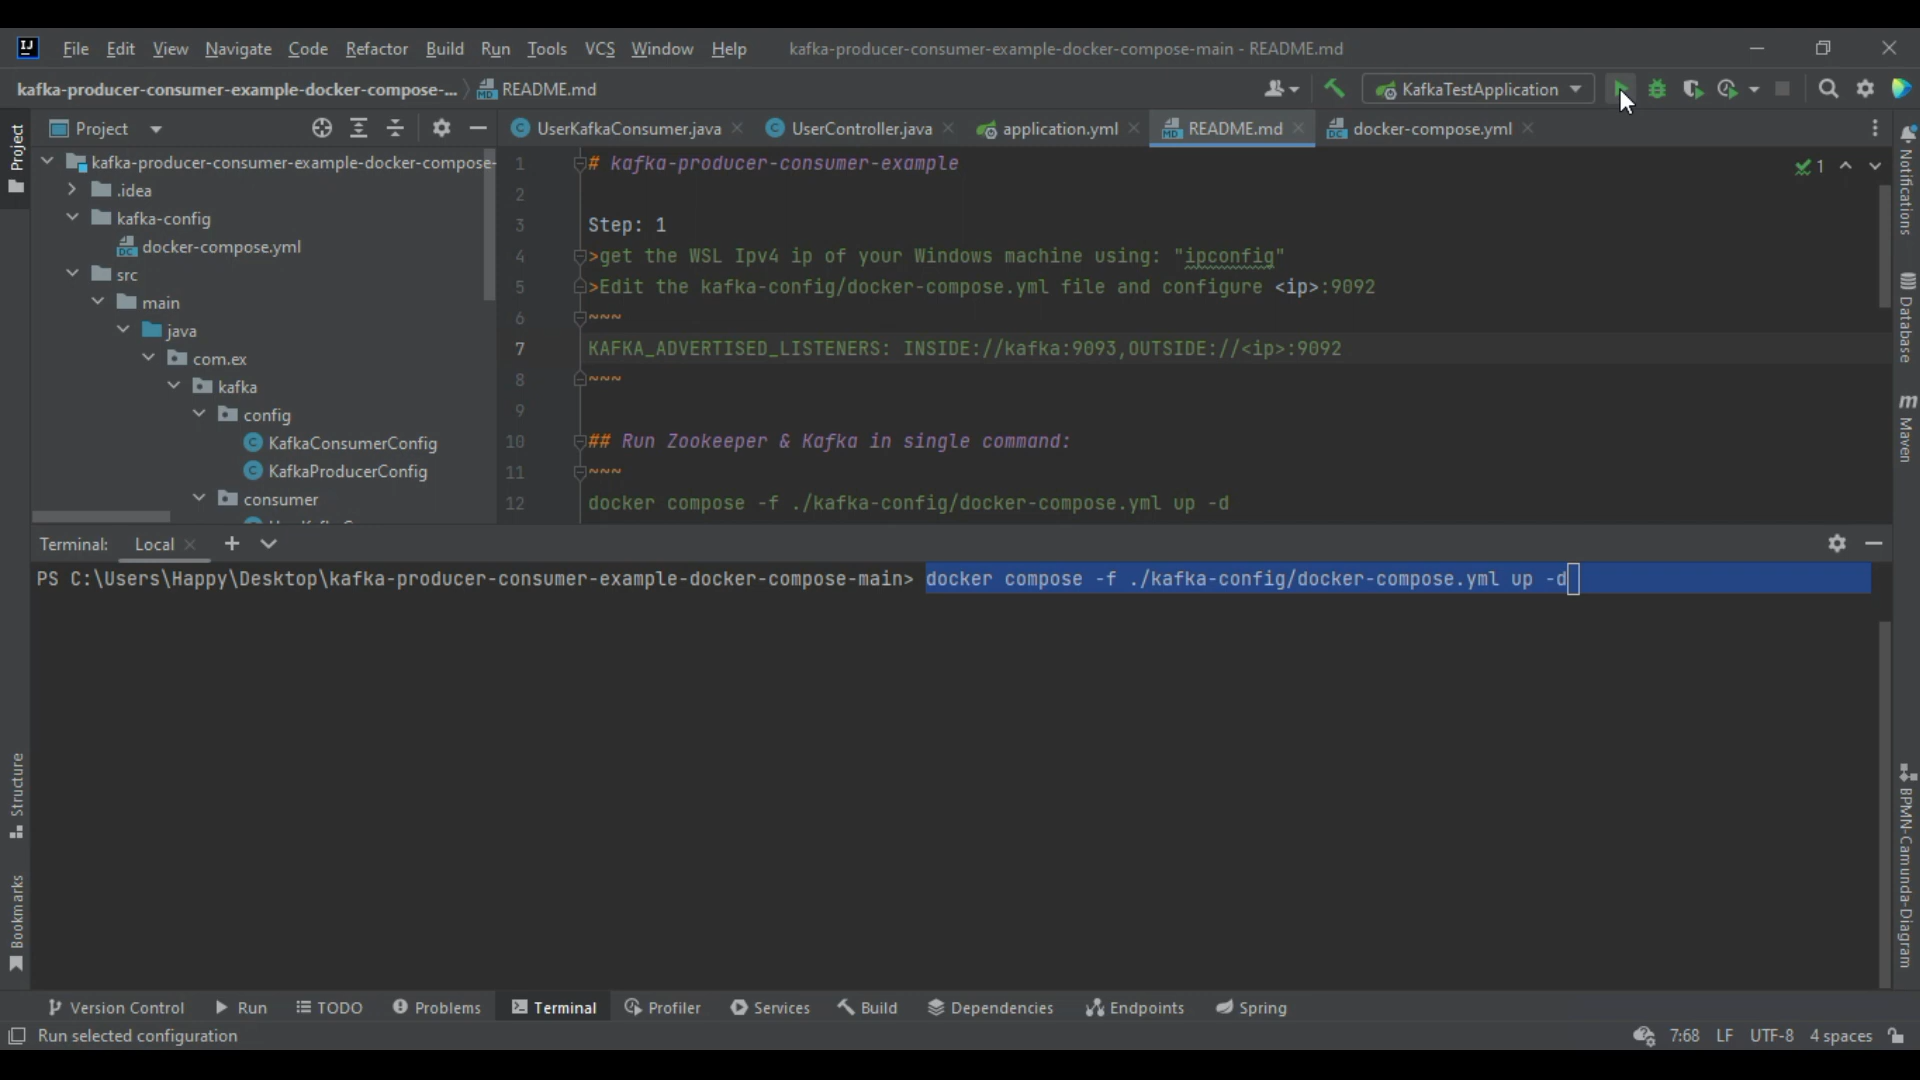 IJ File Edit View Navigate Code Refactor Build Run Tools VCS Window Help kafka-producer-consumer-example-docker-compose-main - README.md
kafka-producer-consumer-example-docker-compose-... README.md KafkaTestApplication
Project
Project UserKafkaConsumer.java UserController.java application.yml README.md docker-compose.yml
kafka-producer-consumer-example-docker-compose-
.idea
kafka-config
docker-compose.yml
src
main
java
com.ex
kafka
config
KafkaConsumerConfig
KafkaProducerConfig
consumer
1 # kafka-producer-consumer-example
2
3 Step: 1
4 >get the WSL Ipv4 ip of your Windows machine using: "ipconfig"
5 >Edit the kafka-config/docker-compose.yml file and configure <ip>:9092
6 ~~~
7 KAFKA_ADVERTISED_LISTENERS: INSIDE://kafka:9093,OUTSIDE://<ip>:9092
8 ~~~
9
10 ## Run Zookeeper & Kafka in single command:
11 ~~~
12 docker compose -f ./kafka-config/docker-compose.yml up -d
1
Notifications
Database
Maven
BPMN-Camunda-Diagram
Terminal: Local
PS C:\Users\Happy\Desktop\kafka-producer-consumer-example-docker-compose-main> docker compose -f ./kafka-config/docker-compose.yml up -d
Structure
Bookmarks
Version Control Run TODO Problems Terminal Profiler Services Build Dependencies Endpoints Spring
Run selected configuration 7:68 LF UTF-8 4 spaces